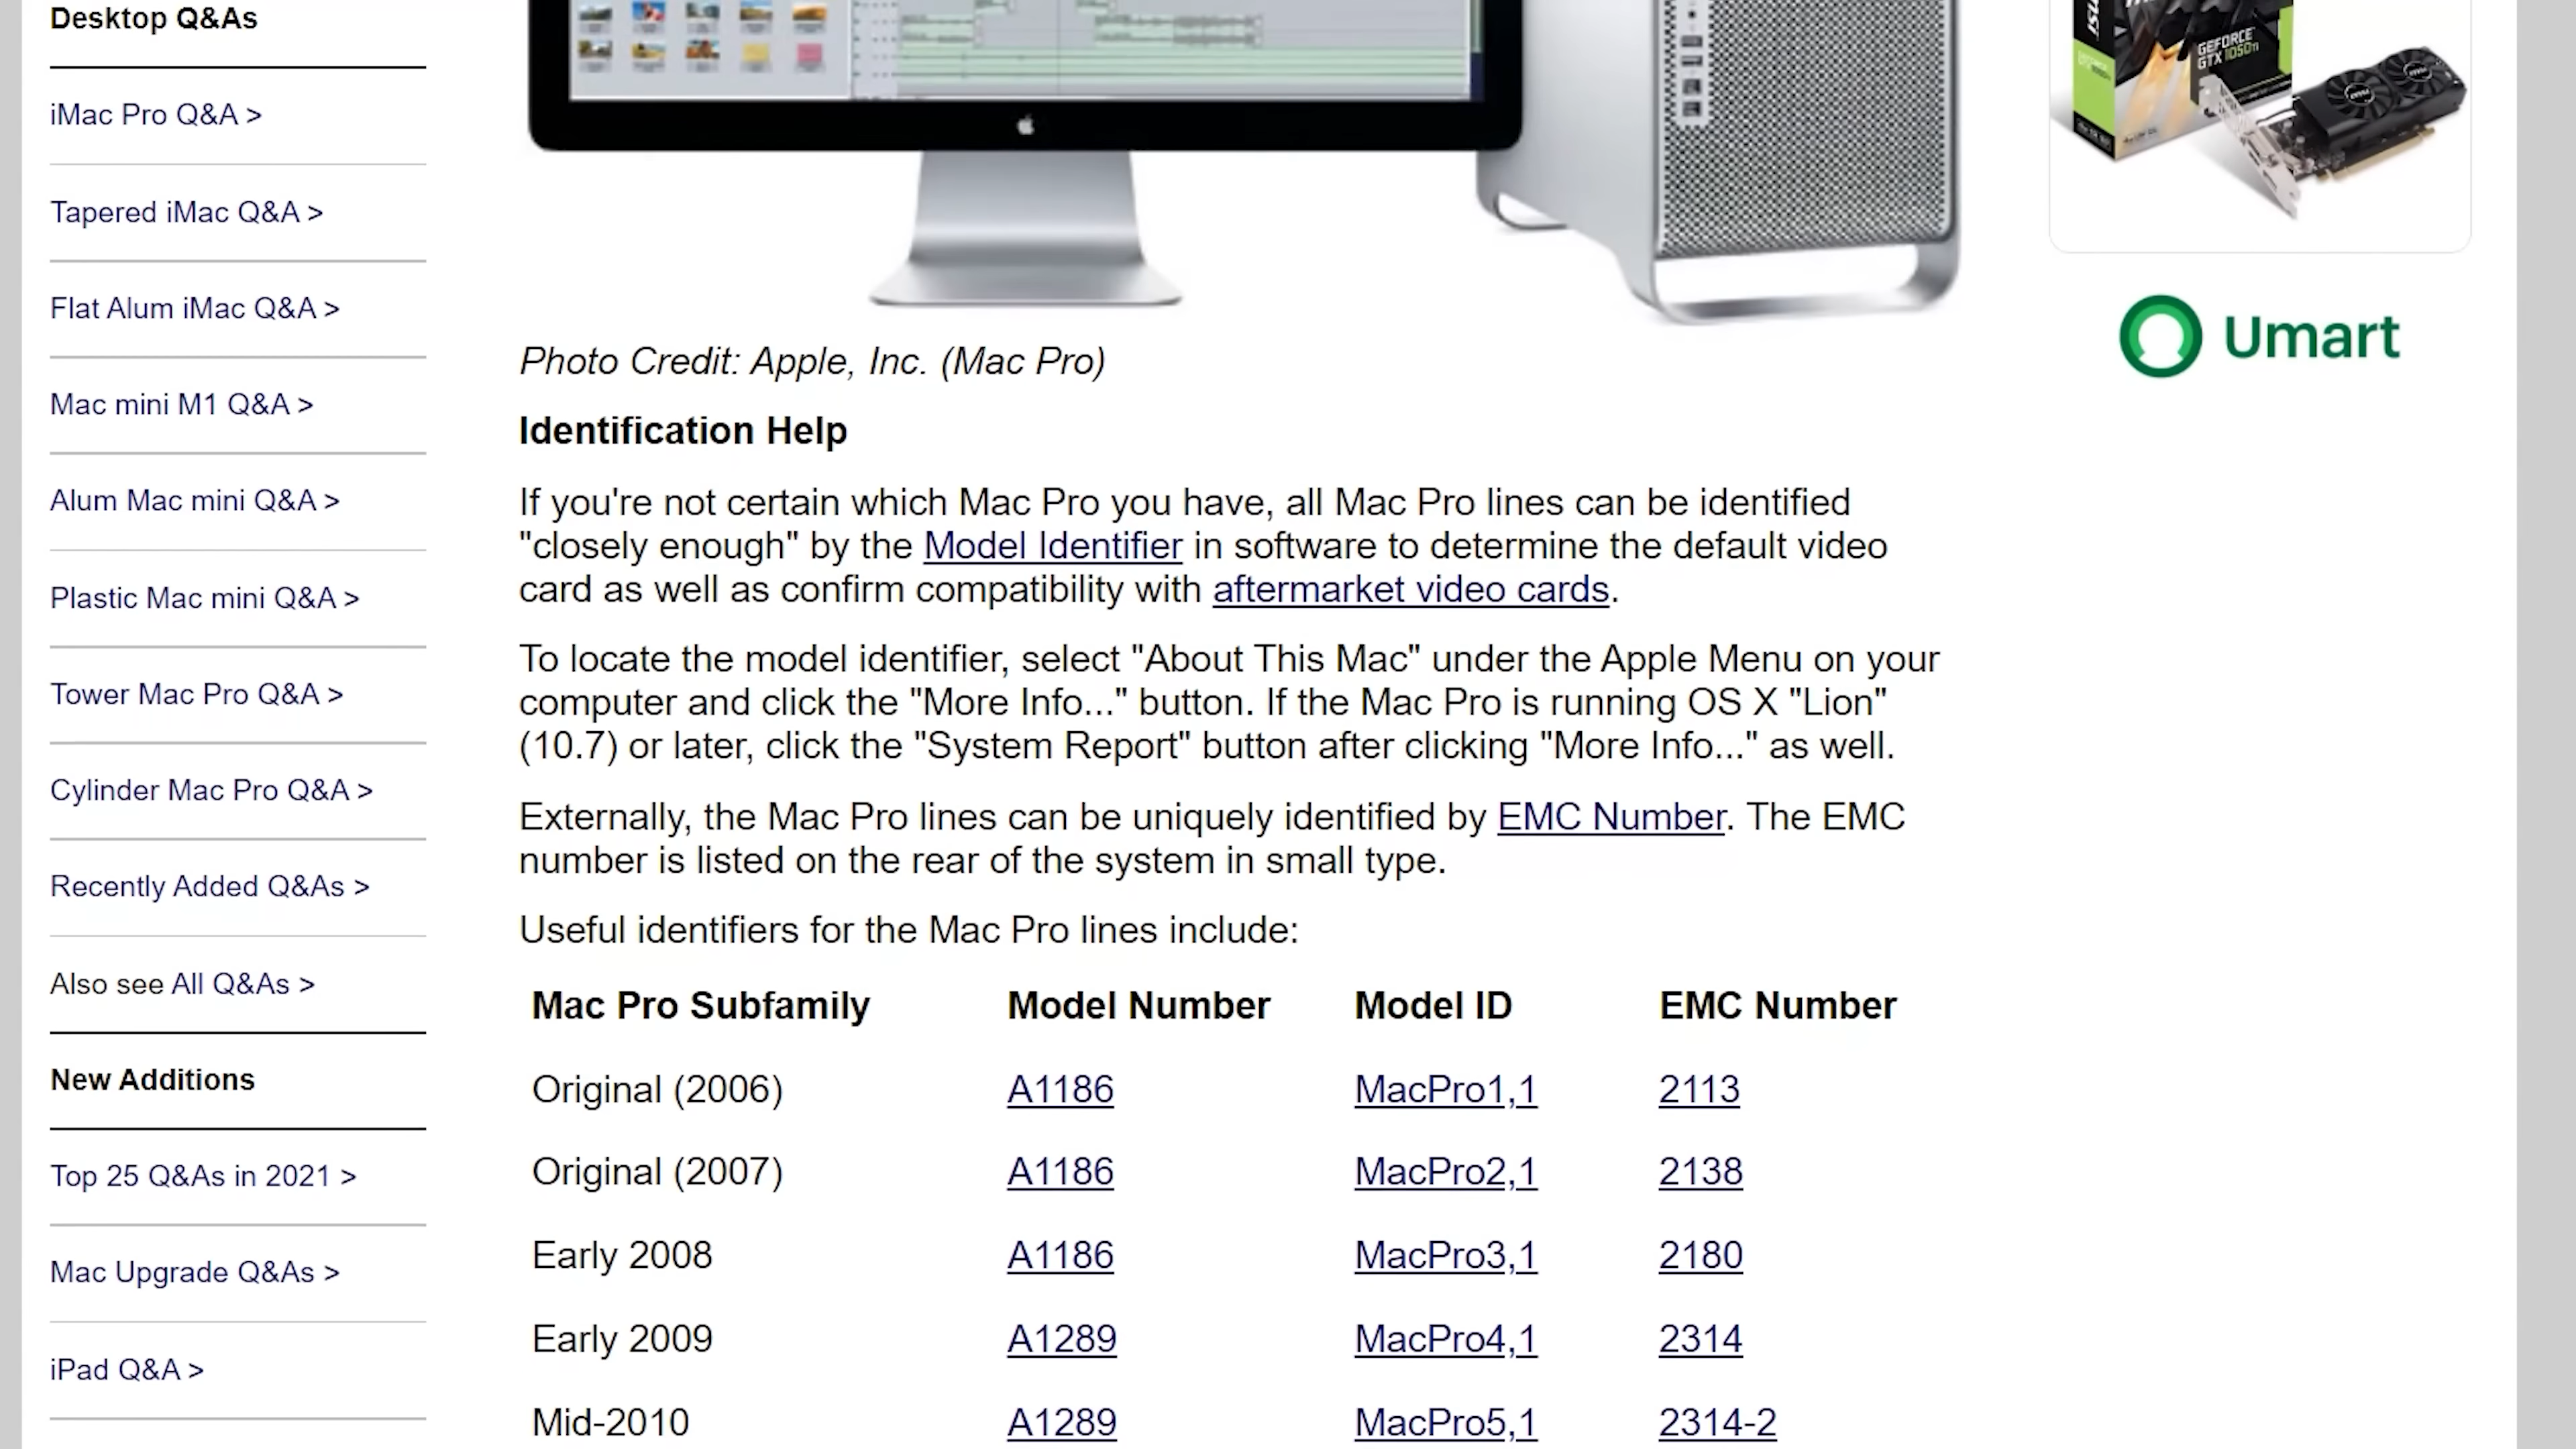 Desktop Q&As
iMac Pro Q&A >
Tapered iMac Q&A >
Flat Alum iMac Q&A >
Mac mini M1 Q&A >
Alum Mac mini Q&A >
Plastic Mac mini Q&A >
Tower Mac Pro Q&A >
Cylinder Mac Pro Q&A >
Recently Added Q&As >
Also see All Q&As >
New Additions
Top 25 Q&As in 2021 >
Mac Upgrade Q&As >
iPad Q&A >
Photo Credit: Apple, Inc. (Mac Pro)
Identification Help
If you're not certain which Mac Pro you have, all Mac Pro lines can be identified
"closely enough" by the Model Identifier in software to determine the default video
card as well as confirm compatibility with aftermarket video cards.
To locate the model identifier, select "About This Mac" under the Apple Menu on your
computer and click the "More Info..." button. If the Mac Pro is running OS X "Lion"
(10.7) or later, click the "System Report" button after clicking "More Info..." as well.
Externally, the Mac Pro lines can be uniquely identified by EMC Number. The EMC
number is listed on the rear of the system in small type.
Useful identifiers for the Mac Pro lines include:
Mac Pro Subfamily Model Number Model ID EMC Number
Original (2006) A1186 MacPro1,1 2113
Original (2007) A1186 MacPro2,1 2138
Early 2008 A1186 MacPro3,1 2180
Early 2009 A1289 MacPro4,1 2314
Mid-2010 A1289 MacPro5,1 2314-2
GEFORCE
GTX 1050Ti
Umart